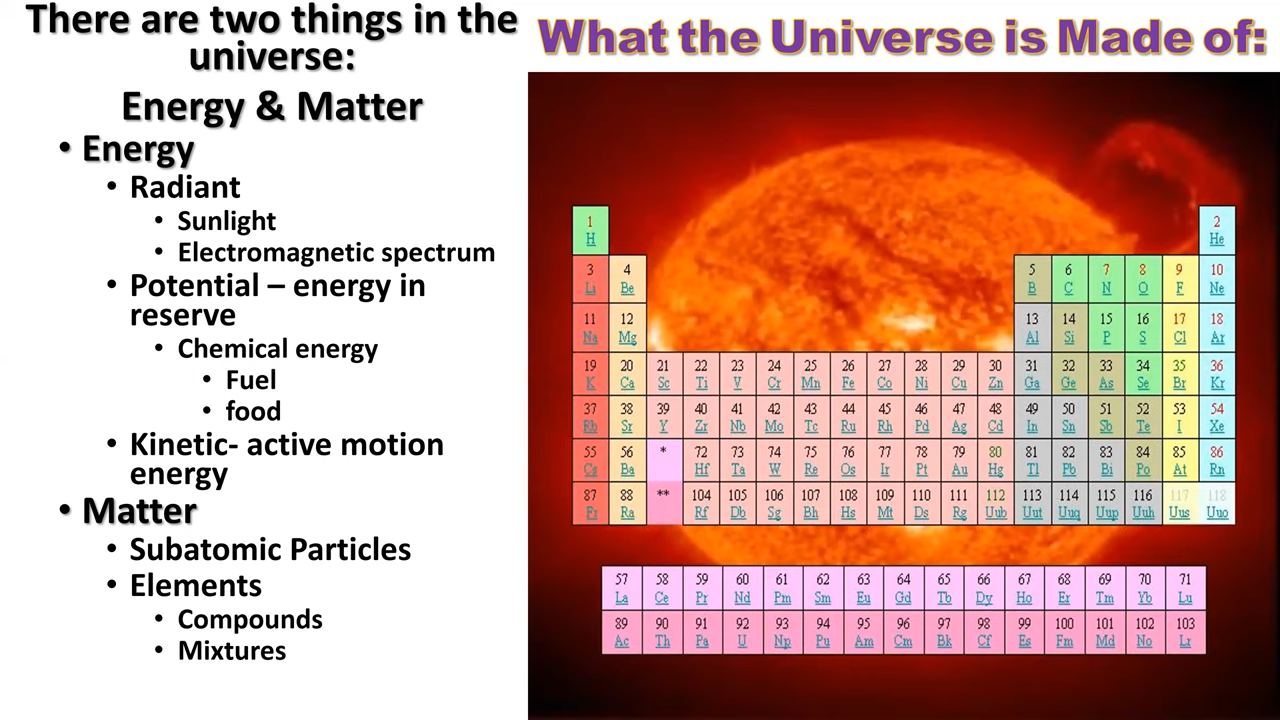 There are two things in the
universe:
Energy & Matter
• Energy
• Radiant
• Sunlight
• Electromagnetic spectrum
• Potential – energy in
reserve
• Chemical energy
• Fuel
• food
• Kinetic- active motion
energy
• Matter
• Subatomic Particles
• Elements
• Compounds
• Mixtures
What the Universe is Made of:
1 2
H He
3 4 5 6 7 8 9 10
Li Be B C N O F Ne
11 12 13 14 15 16 17 18
Na Mg Al Si P S Cl Ar
19 20 21 22 23 24 25 26 27 28 29 30 31 32 33 34 35 36
K Ca Sc Ti V Cr Mn Fe Co Ni Cu Zn Ga Ge As Se Br Kr
37 38 39 40 41 42 43 44 45 46 47 48 49 50 51 52 53 54
Rb Sr Y Zr Nb Mo Tc Ru Rh Pd Ag Cd In Sn Sb Te I Xe
55 56 * 72 73 74 75 76 77 78 79 80 81 82 83 84 85 86
Cs Ba Hf Ta W Re Os Ir Pt Au Hg Tl Pb Bi Po At Rn
87 88 ** 104 105 106 107 108 109 110 111 112 113 114 115 116 117 118
Fr Ra Rf Db Sg Bh Hs Mt Ds Rg Uub Uut Uuq Uup Uuh Uus Uuo
57 58 59 60 61 62 63 64 65 66 67 68 69 70 71
La Ce Pr Nd Pm Sm Eu Gd Tb Dy Ho Er Tm Yb Lu
89 90 91 92 93 94 95 96 97 98 99 100 101 102 103
Ac Th Pa U Np Pu Am Cm Bk Cf Es Fm Md No Lr